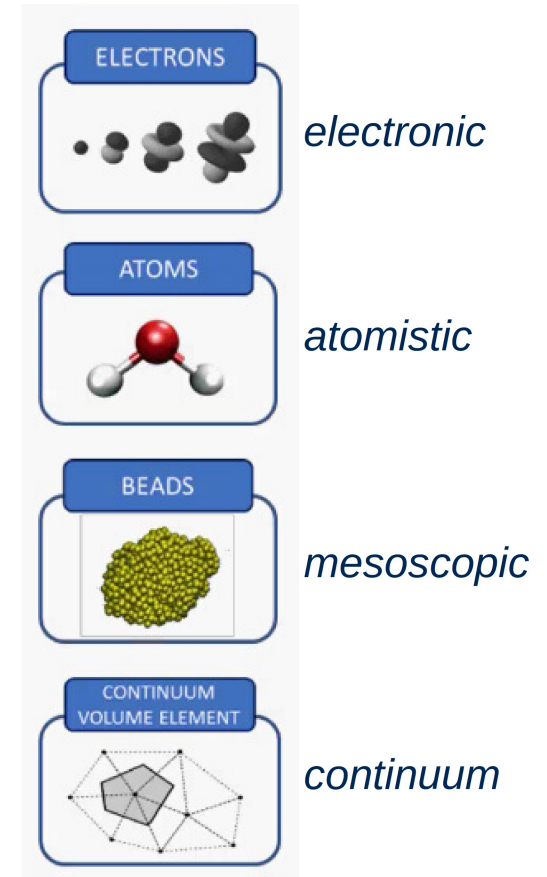 ELECTRONS
electronic
ATOMS
atomistic
BEADS
mesoscopic
CONTINUUM
VOLUME ELEMENT
continuum